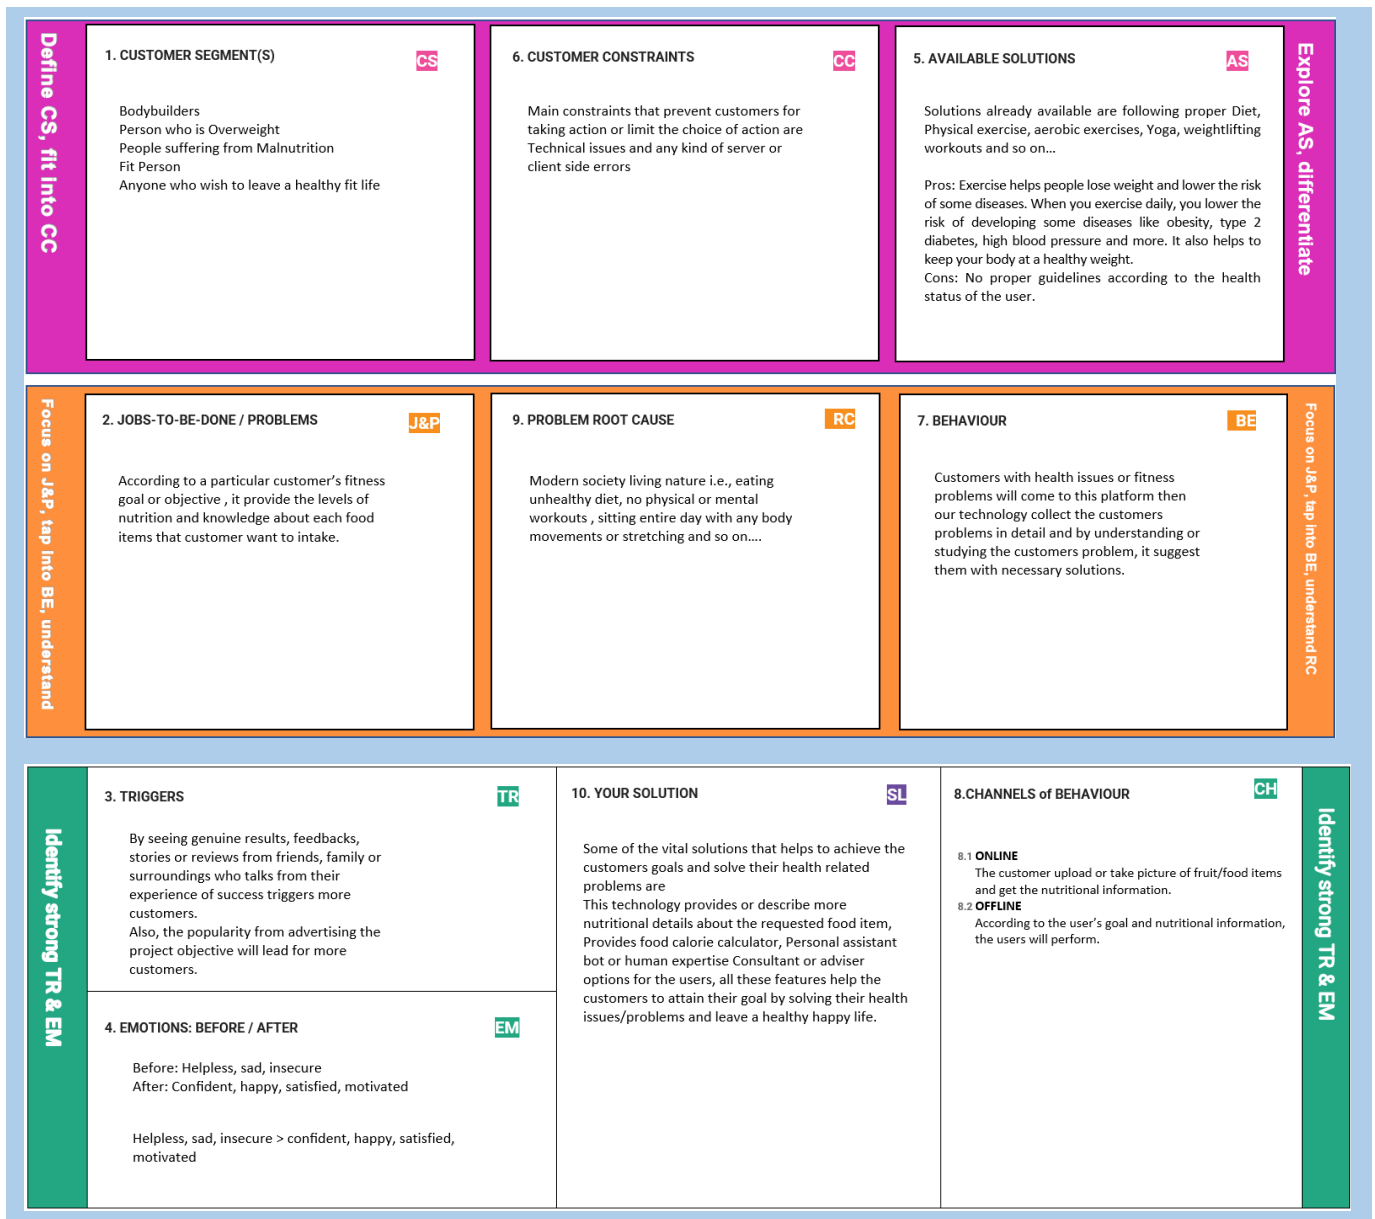 Define CS, fit into CC
1. CUSTOMER SEGMENT(S)
CS
Bodybuilders
Person who is Overweight
People suffering from Malnutrition
Fit Person
Anyone who wish to leave a healthy fit life
6. CUSTOMER CONSTRAINTS
CC
Main constraints that prevent customers for
taking action or limit the choice of action are
Technical issues and any kind of server or
client side errors
5. AVAILABLE SOLUTIONS
AS
Solutions already available are following proper Diet,
Physical exercise, aerobic exercises, Yoga, weightlifting
workouts and so on...
Pros: Exercise helps people lose weight and lower the risk
of some diseases. When you exercise daily, you lower the
risk of developing some diseases like obesity, type 2
diabetes, high blood pressure and more. It also helps to
keep your body at a healthy weight.
Cons: No proper guidelines according to the health
status of the user.
Explore AS, differentiate
Focus on J&P, tap into BE, understand
2. JOBS-TO-BE-DONE / PROBLEMS
J&P
According to a particular customer's fitness
goal or objective , it provide the levels of
nutrition and knowledge about each food
items that customer want to intake.
9. PROBLEM ROOT CAUSE
RC
Modern society living nature i.e., eating
unhealthy diet, no physical or mental
workouts , sitting entire day with any body
movements or stretching and so on....
7. BEHAVIOUR
BE
Customers with health issues or fitness
problems will come to this platform then
our technology collect the customers
problems in detail and by understanding or
studying the customers problem, it suggest
them with necessary solutions.
Focus on J&P, tap into BE, understand RC
Identify strong TR & EM
3. TRIGGERS
TR
By seeing genuine results, feedbacks,
stories or reviews from friends, family or
surroundings who talks from their
experience of success triggers more
customers.
Also, the popularity from advertising the
project objective will lead for more
customers.
4. EMOTIONS: BEFORE / AFTER
EM
Before: Helpless, sad, insecure
After: Confident, happy, satisfied, motivated
Helpless, sad, insecure > confident, happy, satisfied,
motivated
10. YOUR SOLUTION
SL
Some of the vital solutions that helps to achieve the
customers goals and solve their health related
problems are
This technology provides or describe more
nutritional details about the requested food item,
Provides food calorie calculator, Personal assistant
bot or human expertise Consultant or adviser
options for the users, all these features help the
customers to attain their goal by solving their health
issues/problems and leave a healthy happy life.
8.CHANNELS of BEHAVIOUR
CH
8.1 ONLINE
The customer upload or take picture of fruit/food items
and get the nutritional information.
8.2 OFFLINE
According to the user's goal and nutritional information,
the users will perform.
Identify strong TR & EM